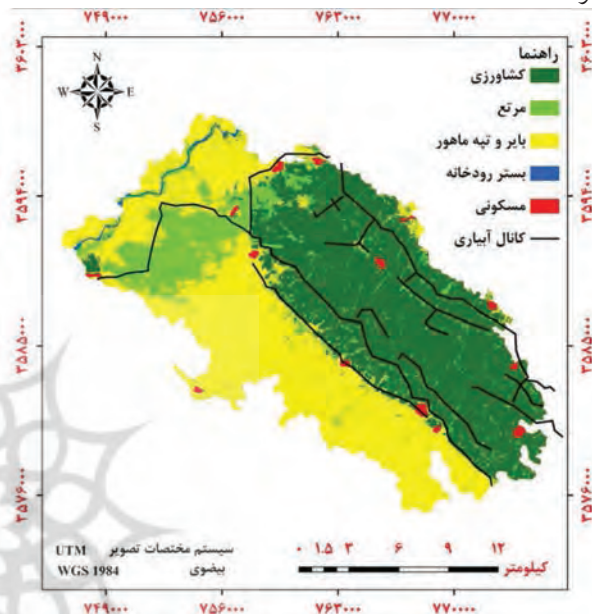 ۷۴۹۰۰۰ ۷۵۶۰۰۰ ۷۶۳۰۰۰ ۷۷۰۰۰۰
۳۶۰۳۰۰۰ ۳۶۰۳۰۰۰
N
W E
S
راهنما
کشاورزی
مرتع
بایر و تپه ماهور
بستر رودخانه
مسکونی
کانال آبیاری
۳۵۹۴۰۰۰ ۳۵۹۴۰۰۰
۳۵۸۵۰۰۰ ۳۵۸۵۰۰۰
۳۵۷۶۰۰۰ ۳۵۷۶۰۰۰
سیستم مختصات تصویر UTM
بیضوی WGS 1984
۰ ۱.۵ ۳ ۶ ۹ ۱۲
کیلومتر
۷۴۹۰۰۰ ۷۵۶۰۰۰ ۷۶۳۰۰۰ ۷۷۰۰۰۰